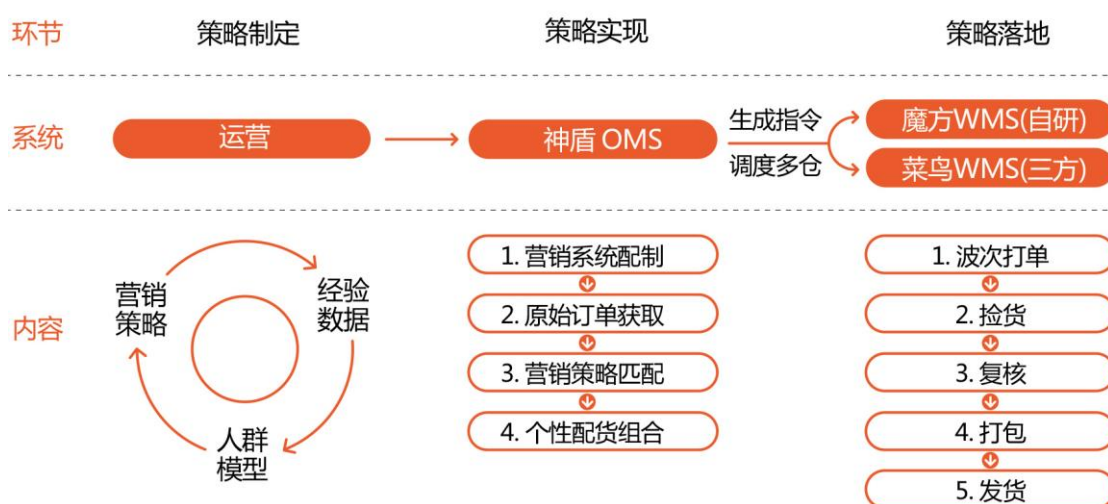 环节
策略制定
策略实现
策略落地
系统
运营
神盾 OMS
生成指令
调度多仓
魔方WMS(自研)
菜鸟WMS(三方)
内容
营销
策略
经验
数据
人群
模型
1. 营销系统配制
2. 原始订单获取
3. 营销策略匹配
4. 个性配货组合
1. 波次打单
2. 捡货
3. 复核
4. 打包
5. 发货